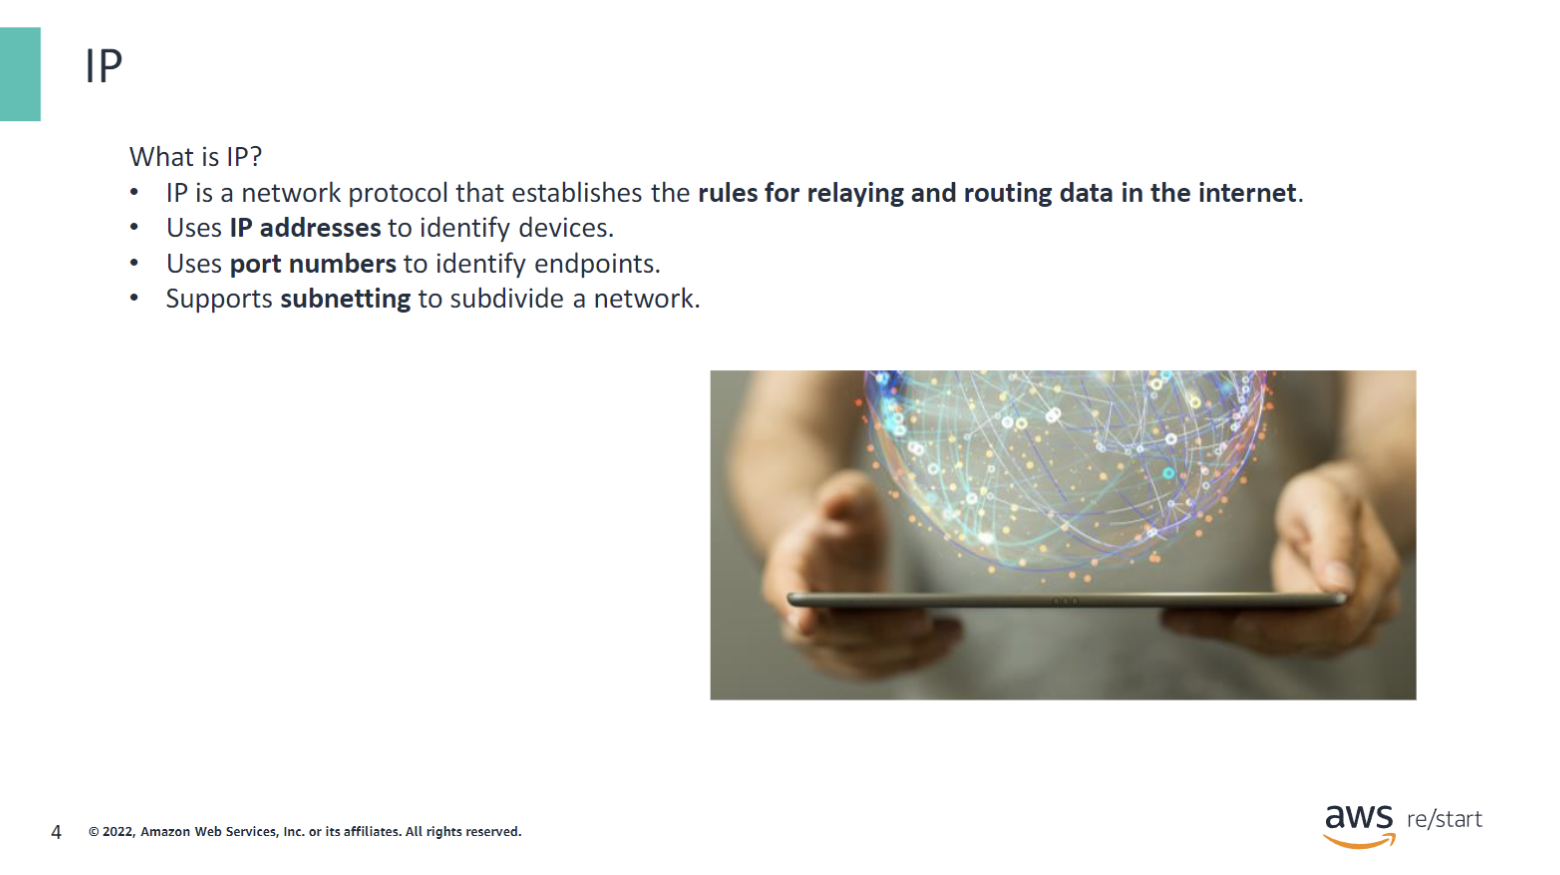 IP
What is IP?
• IP is a network protocol that establishes the rules for relaying and routing data in the internet.
• Uses IP addresses to identify devices.
• Uses port numbers to identify endpoints.
• Supports subnetting to subdivide a network.
4 © 2022, Amazon Web Services, Inc. or its affiliates. All rights reserved.
aws re/start